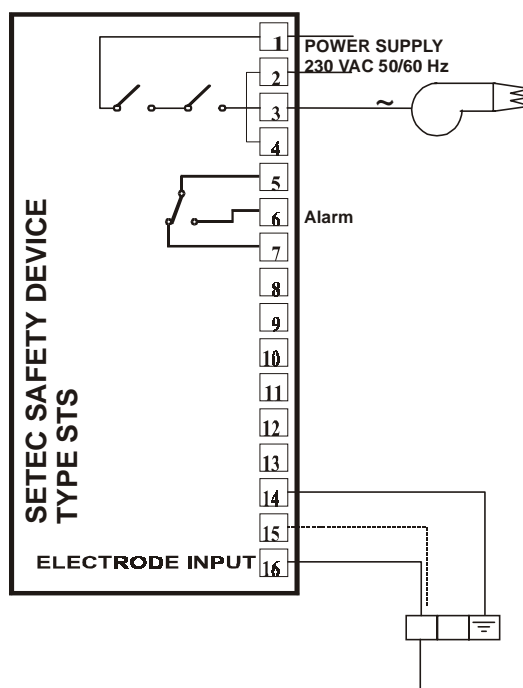 1
POWER SUPPLY
230 VAC 50/60 Hz
2
3
~
4
5
6
Alarm
7
8
9
10
11
12
13
14
15
ELECTRODE INPUT
16
SETEC SAFETY DEVICE
TYPE STS